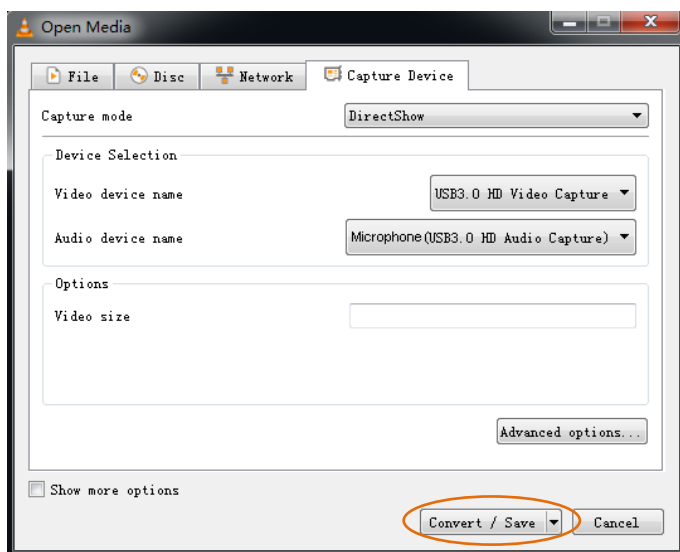 Open Media
File Disc Network Capture Device
Capture mode DirectShow
Device Selection
Video device name USB3.0 HD Video Capture
Audio device name Microphone(USB3.0 HD Audio Capture)
Options
Video size
Advanced options...
Show more options
Convert / Save Cancel